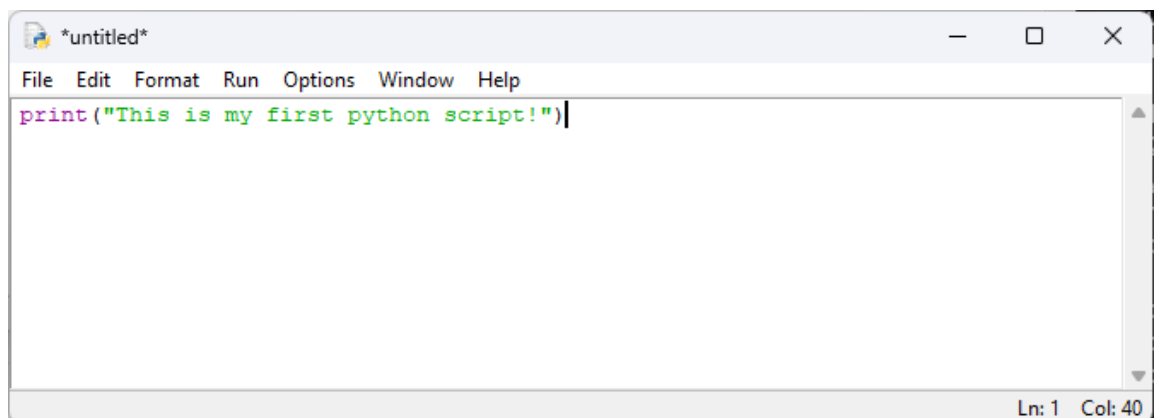 *untitled*
File Edit Format Run Options Window Help
print("This is my first python script!")
Ln: 1 Col: 40